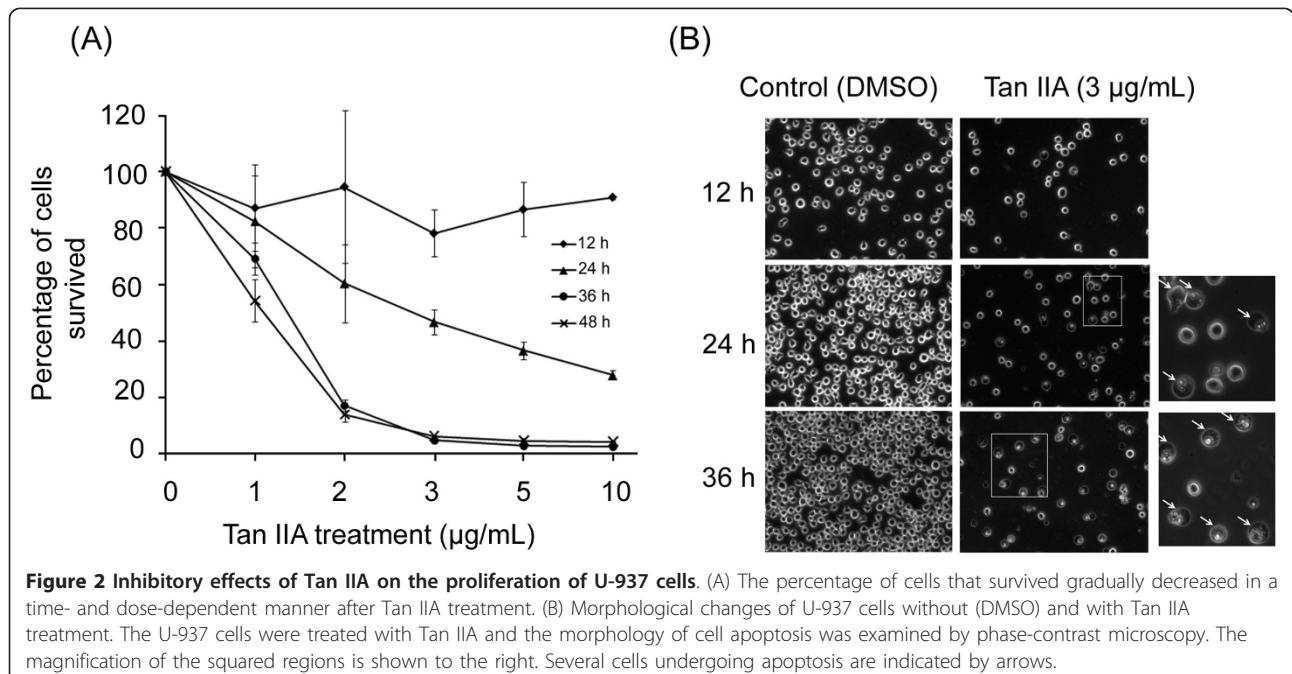 (A)
120
100
80
60
40
20
0
Percentage of cells
survived
12 h
24 h
36 h
48 h
0 1 2 3 5 10
Tan IIA treatment (µg/mL)
(B)
Control (DMSO) Tan IIA (3 µg/mL)
12 h
24 h
36 h
Figure 2 Inhibitory effects of Tan IIA on the proliferation of U-937 cells. (A) The percentage of cells that survived gradually decreased in a
time- and dose-dependent manner after Tan IIA treatment. (B) Morphological changes of U-937 cells without (DMSO) and with Tan IIA
treatment. The U-937 cells were treated with Tan IIA and the morphology of cell apoptosis was examined by phase-contrast microscopy. The
magnification of the squared regions is shown to the right. Several cells undergoing apoptosis are indicated by arrows.